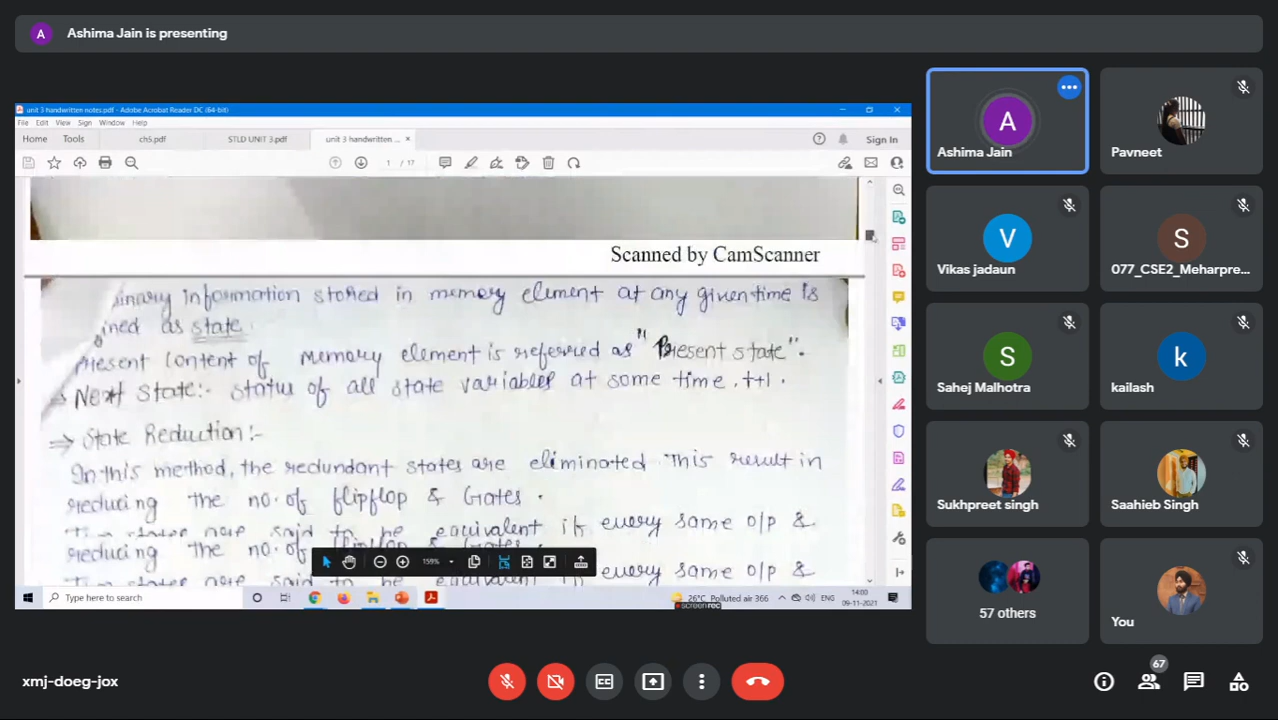 Ashima Jain is presenting
A
unit 3 handwritten notes.pdf - Adobe Acrobat Reader DC (64-bit)
File Edit View Sign Window Help
Home Tools ch5.pdf STLD UNIT 3.pdf unit 3 handwritten ... × Sign In
1 / 17
Scanned by CamScanner
information stored in memory element at any given time is
as state.
Present Content of memory element is referred as "Present state".
→ Next State:- Status of all state variables at some time, t+1.
⇒ State Reduction:-
In this method, the redundant states are eliminated. This result in
reducing the no. of flipflop & Gates.
said to be equivalent if every same o/p &
reducing the no. of
said to be equivalent if every same o/p &
159%
Type here to search
26°C Polluted air 366 ENG
14:00
09-11-2021
screenrec
A
Ashima Jain
Pavneet
V
Vikas jadaun
S
077_CSE2_Meharpre...
S
Sahej Malhotra
k
kailash
Sukhpreet singh
Saahieb Singh
57 others
You
xmj-doeg-jox
CC
67